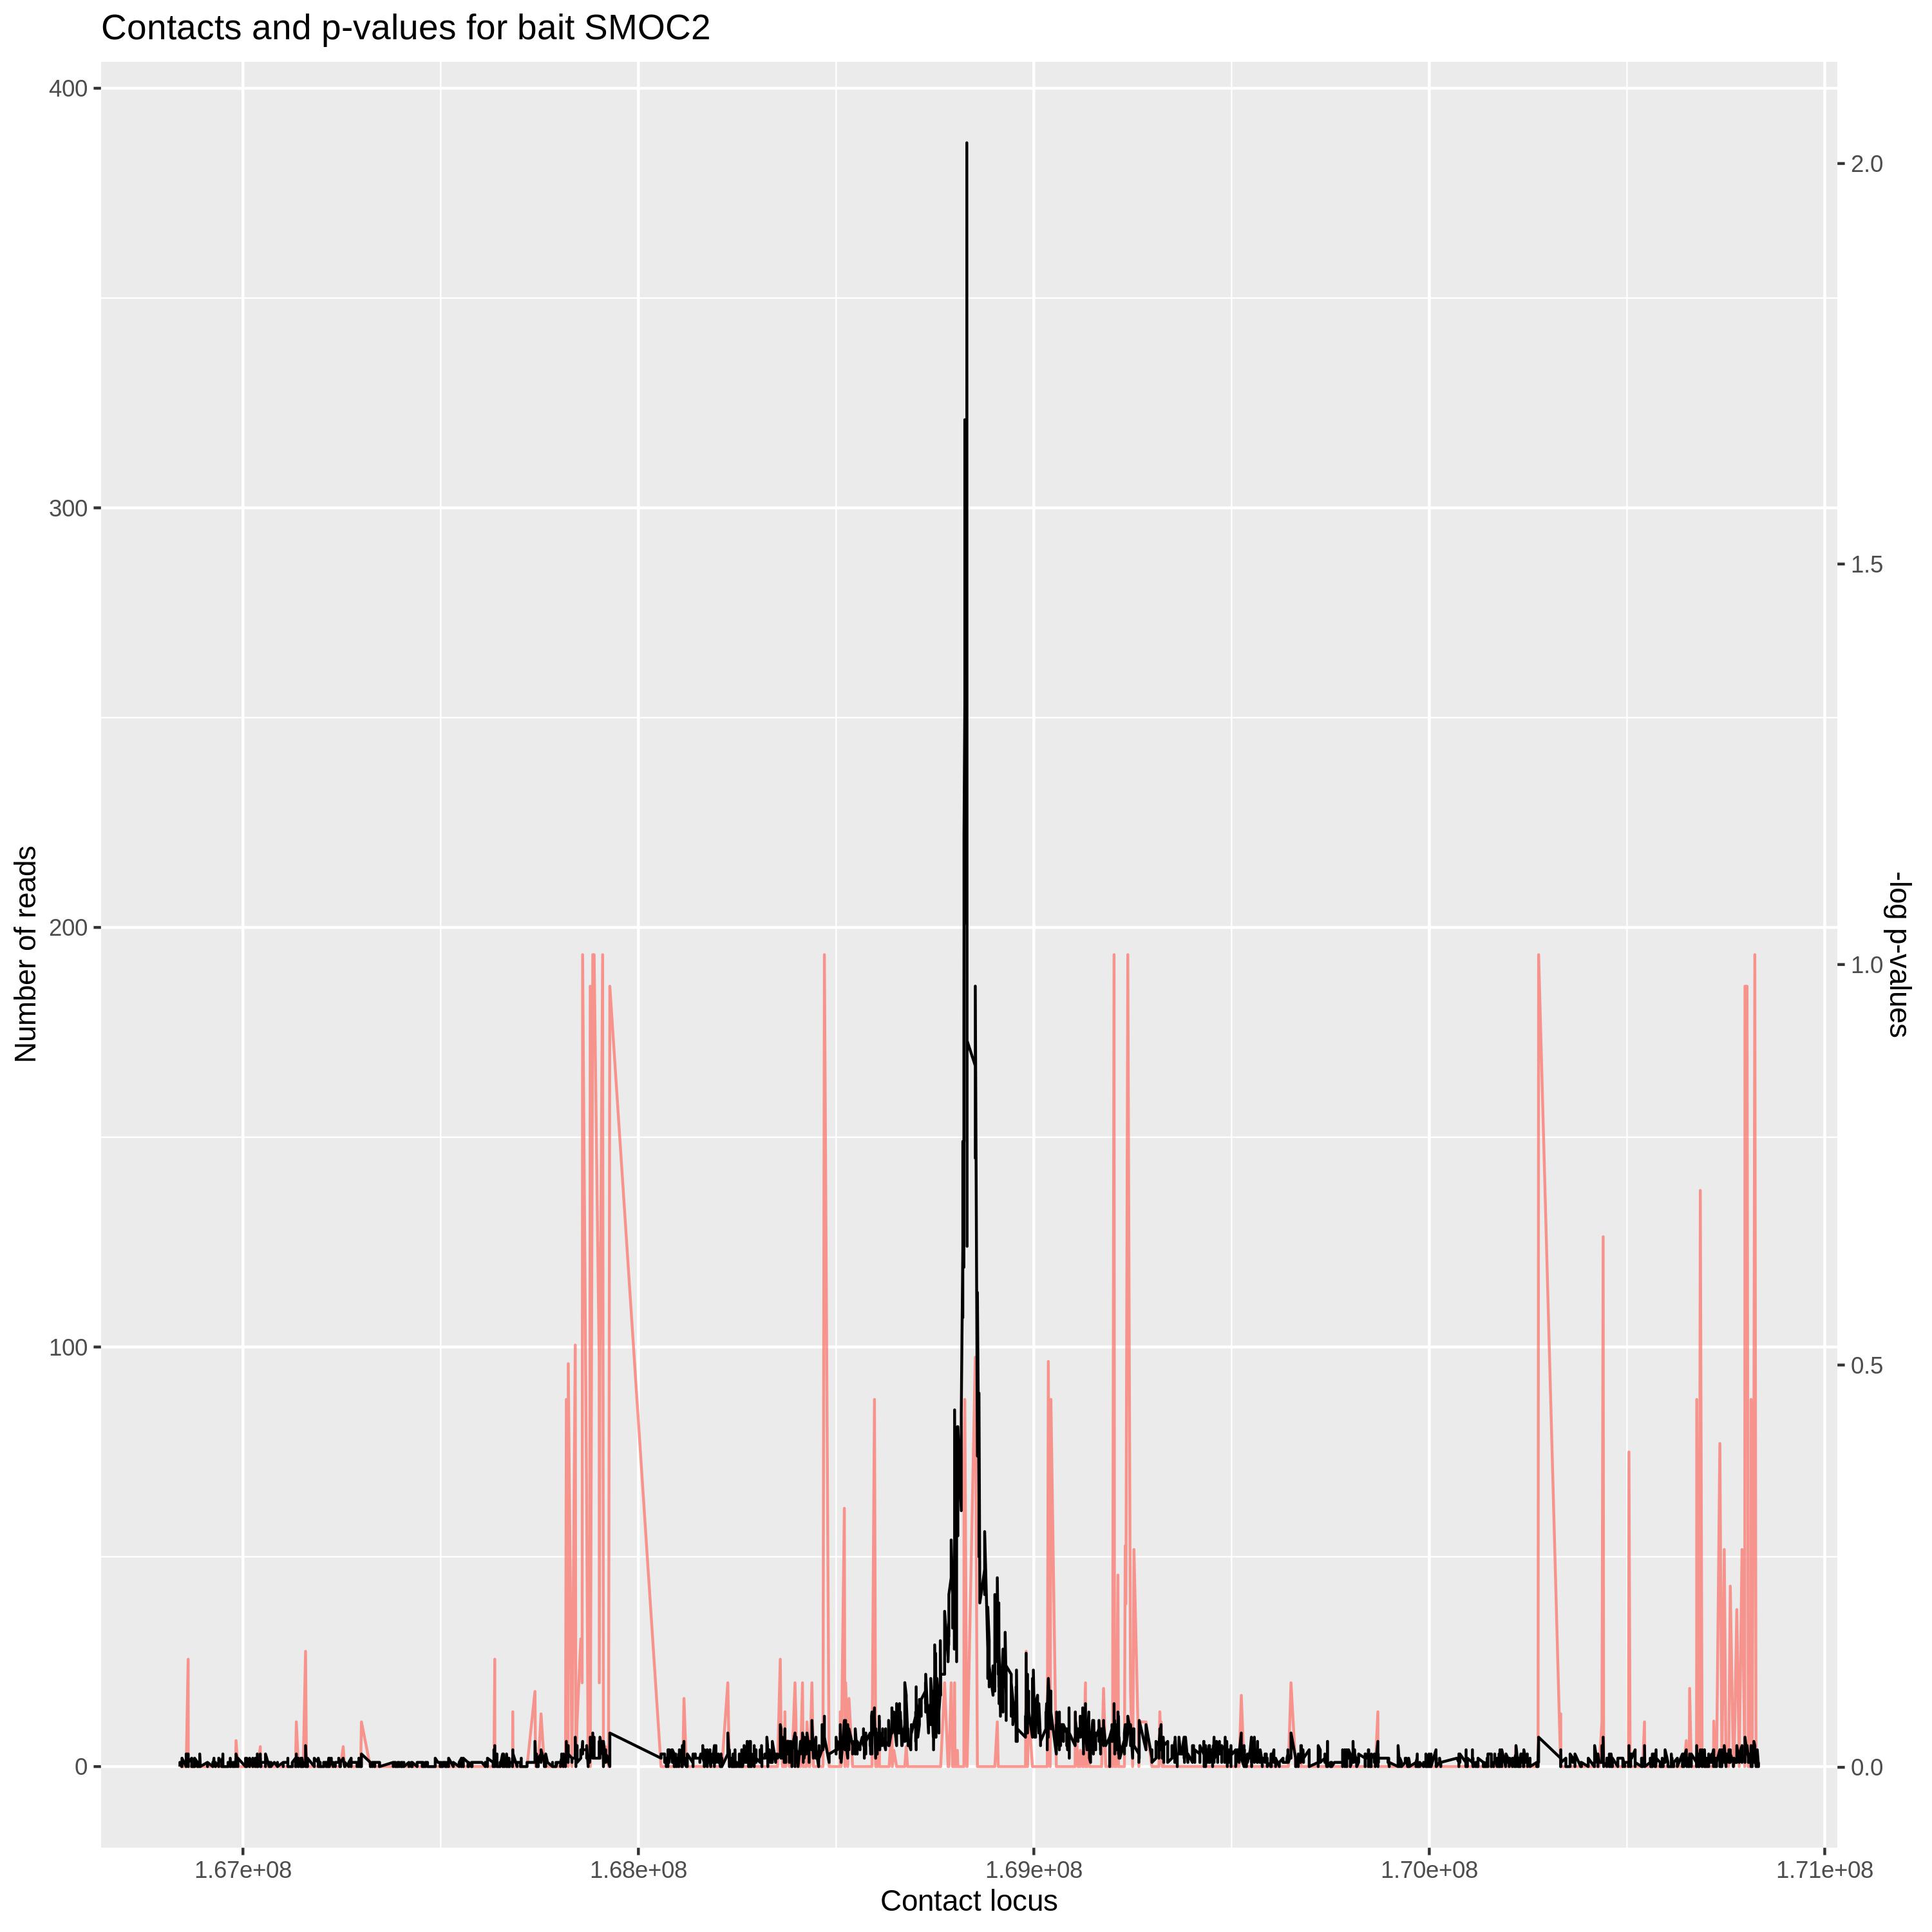 Contacts and p-values for bait SMOC2
400
300
200
100
0
Number of reads
2.0
1.5
1.0
0.5
0.0
-log p-values
1.67e+08
1.68e+08
1.69e+08
1.70e+08
1.71e+08
Contact locus